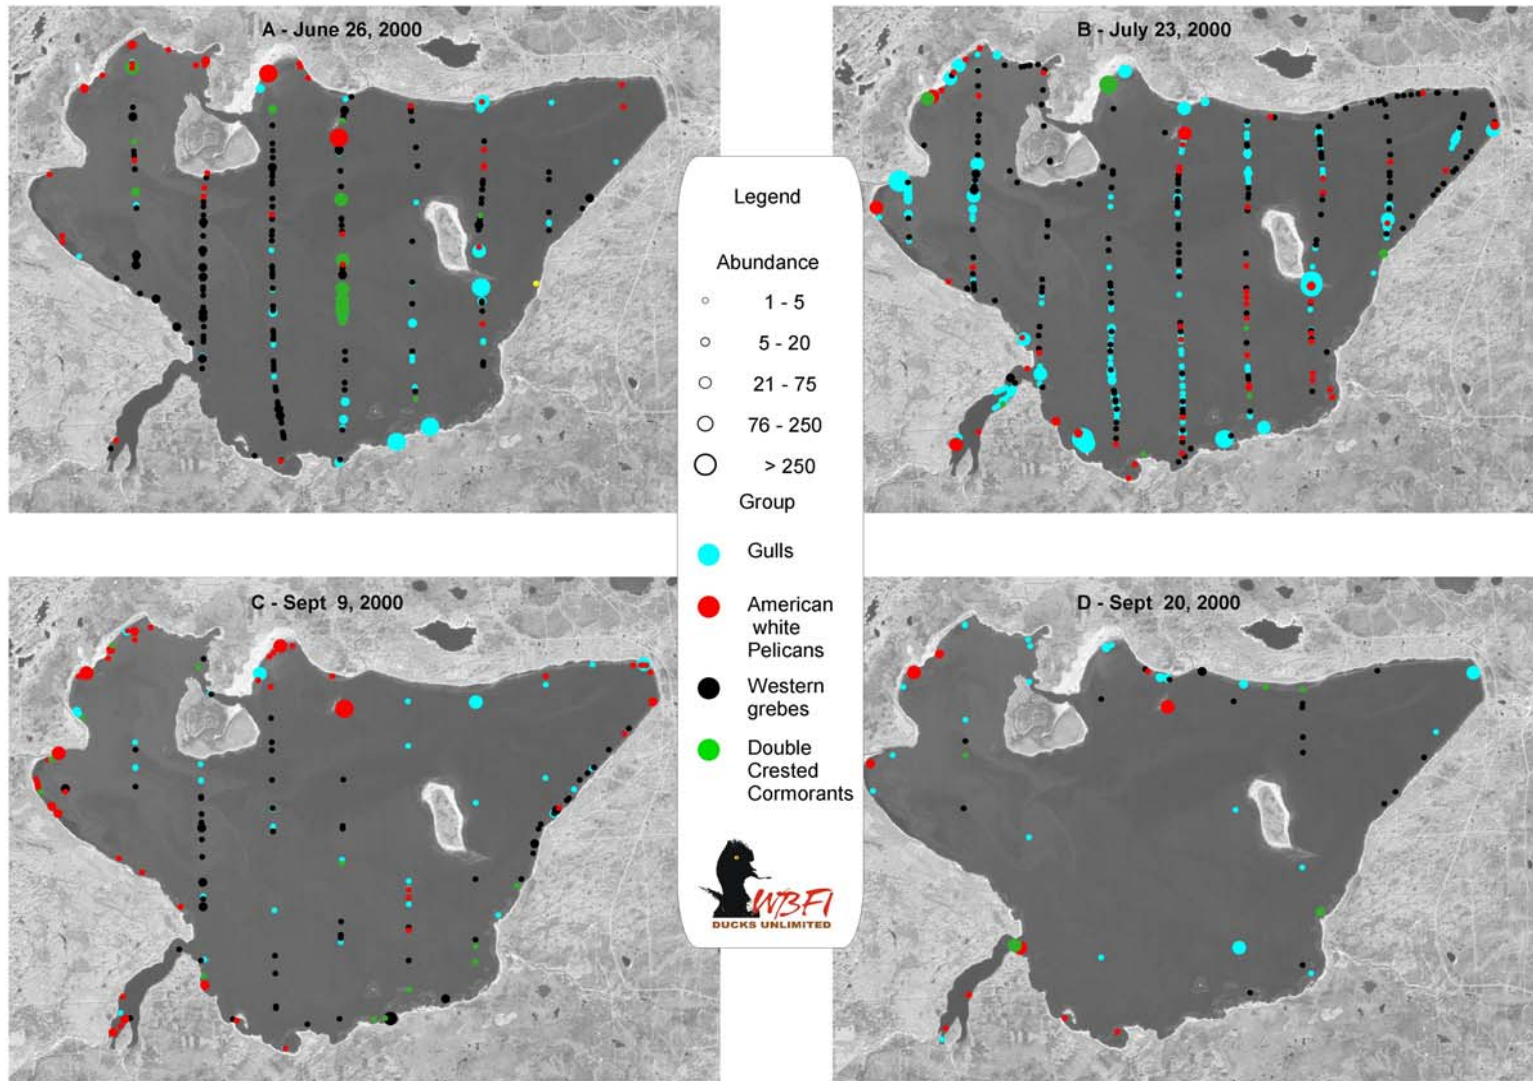 A - June 26, 2000
B - July 23, 2000
Legend
Abundance
1 - 5
5 - 20
21 - 75
76 - 250
> 250
Group
Gulls
American
white
Pelicans
Western
grebes
Double
Crested
Cormorants
WBFI
DUCKS UNLIMITED
C - Sept 9, 2000
D - Sept 20, 2000